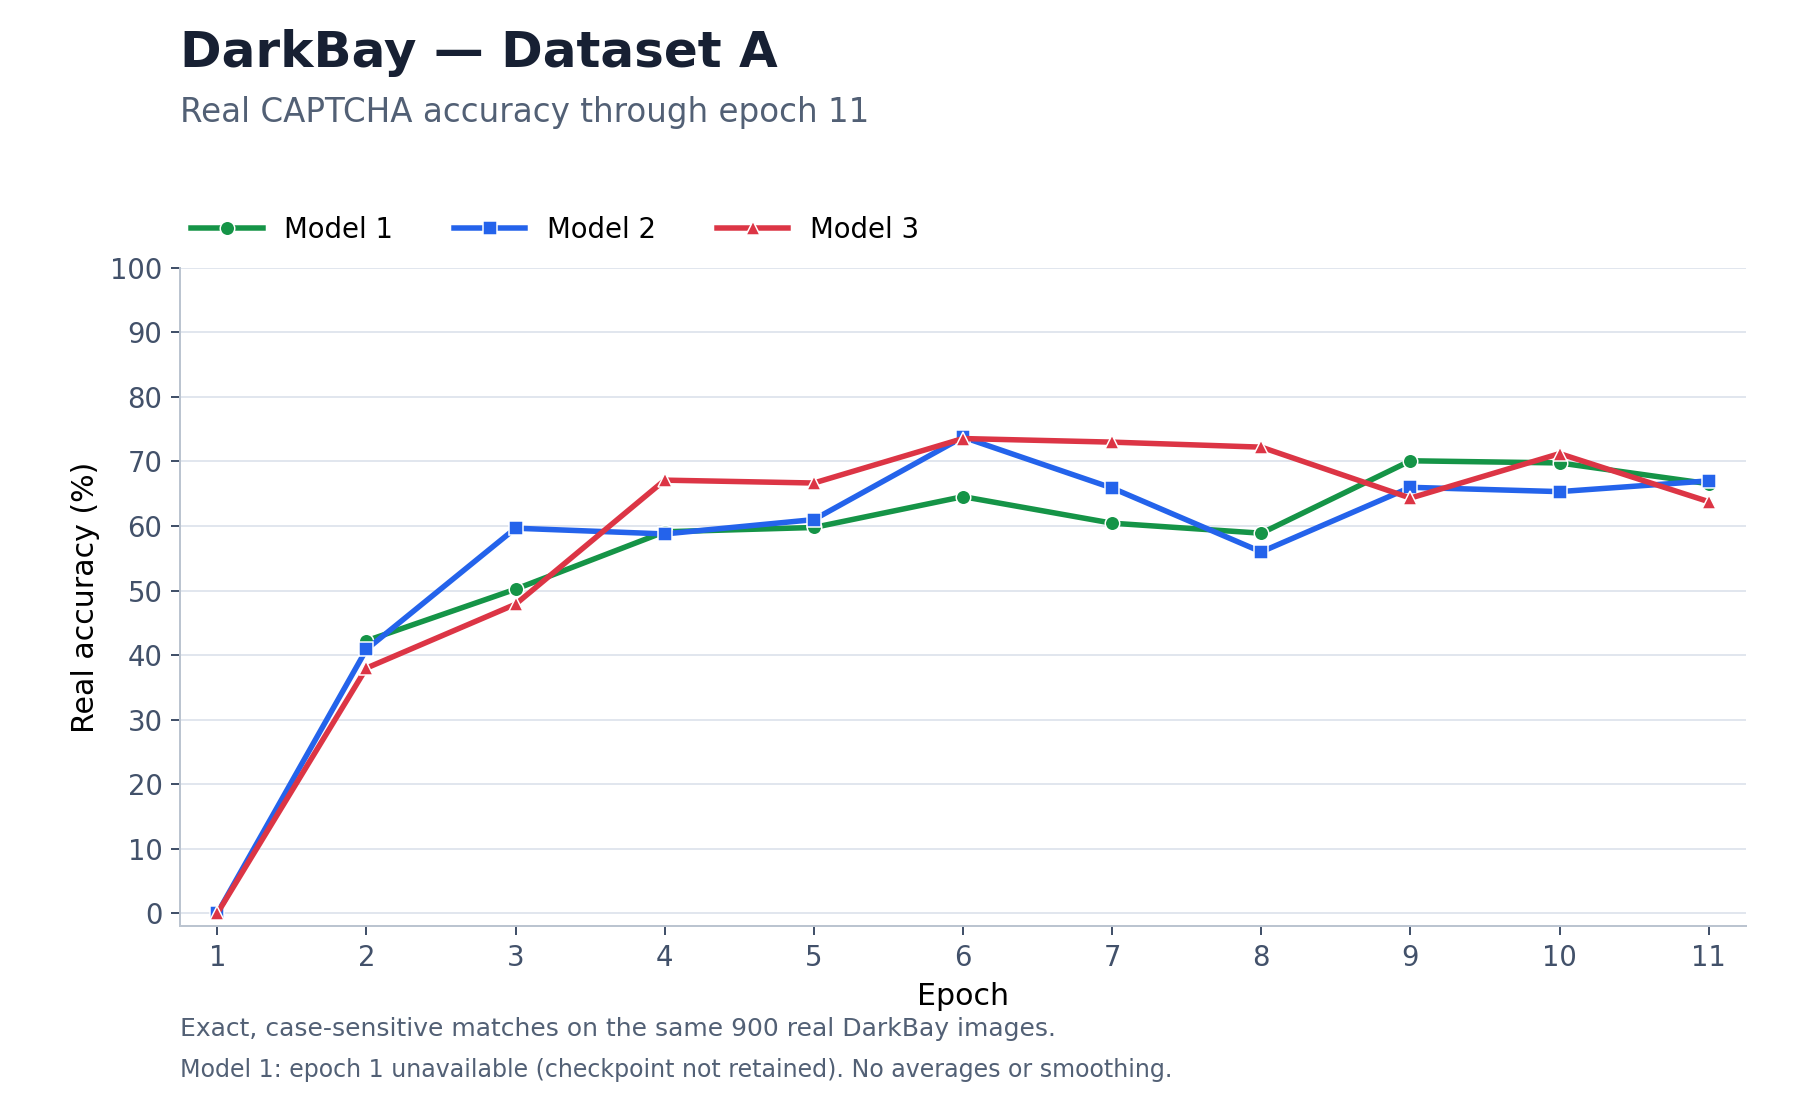 DarkBay — Dataset A
Real CAPTCHA accuracy through epoch 11
Model 1 Model 2 Model 3
100
90
80
70
60
50
40
30
20
10
0
Real accuracy (%)
1 2 3 4 5 6 7 8 9 10 11
Epoch
Exact, case-sensitive matches on the same 900 real DarkBay images.
Model 1: epoch 1 unavailable (checkpoint not retained). No averages or smoothing.